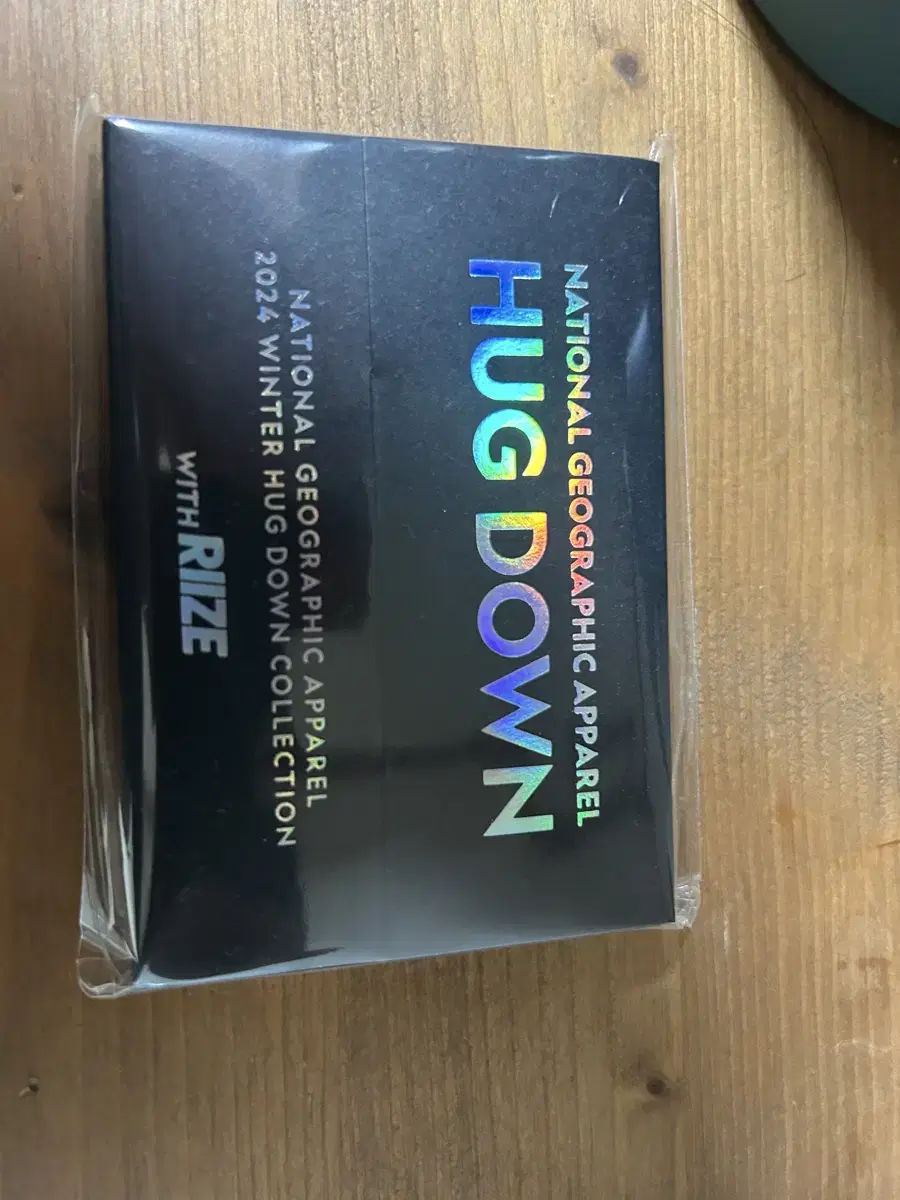 NATIONAL GEOGRAPHIC APPAREL
HUG DOWN
NATIONAL GEOGRAPHIC APPAREL
2024 WINTER HUG DOWN COLLECTION
WITH RIIZE